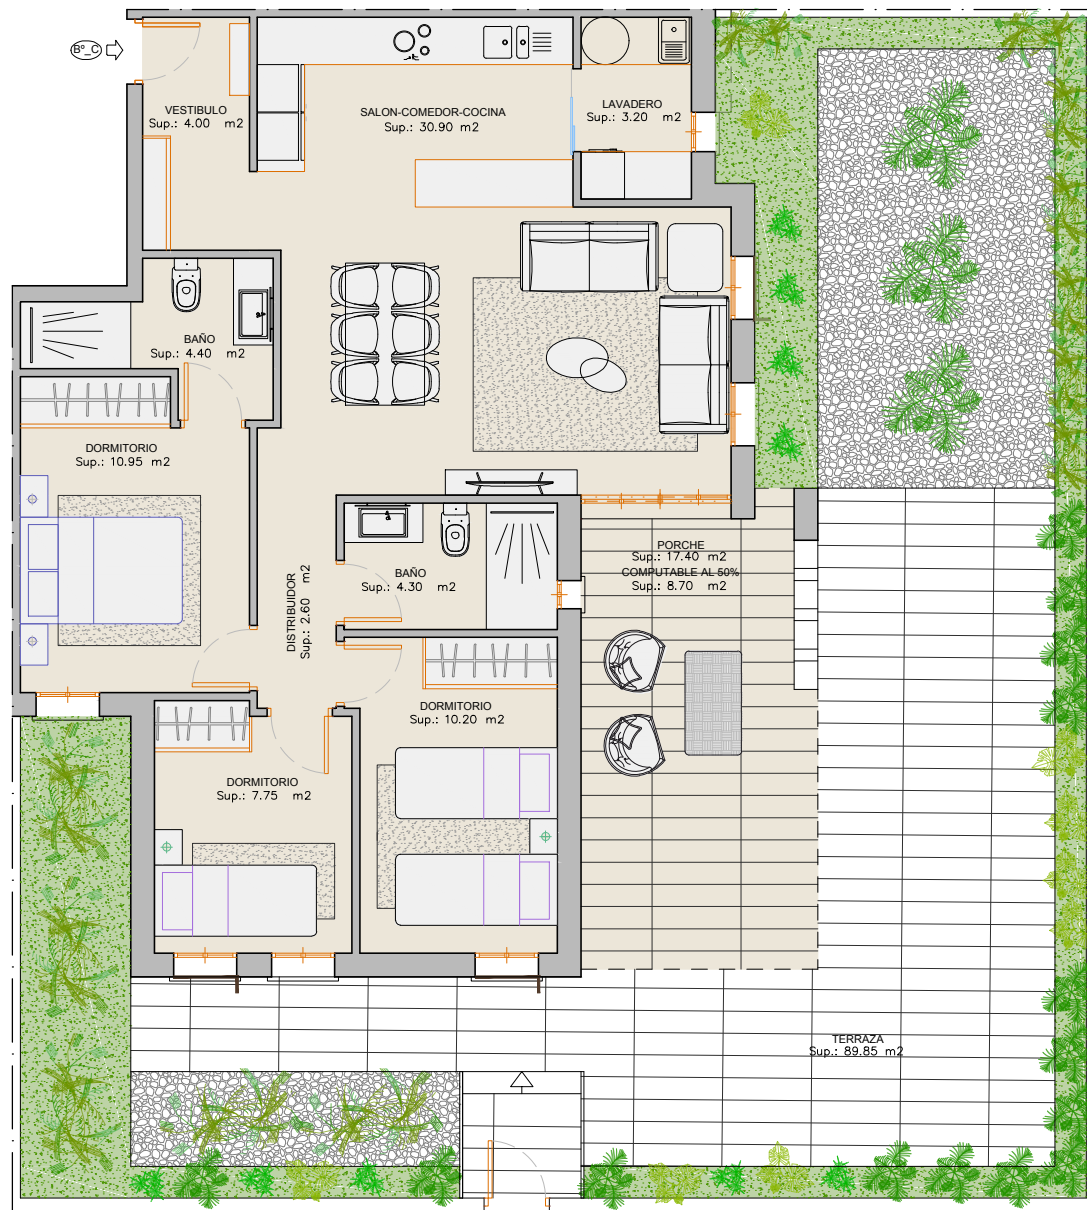 Bº_C
VESTIBULO
Sup.: 4.00 m2
SALON-COMEDOR-COCINA
Sup.: 30.90 m2
LAVADERO
Sup.: 3.20 m2
BAÑO
Sup.: 4.40 m2
DORMITORIO
Sup.: 10.95 m2
DISTRIBUIDOR
Sup.: 2.60 m2
BAÑO
Sup.: 4.30 m2
PORCHE
Sup.: 17.40 m2
COMPUTABLE AL 50%
Sup.: 8.70 m2
DORMITORIO
Sup.: 10.20 m2
DORMITORIO
Sup.: 7.75 m2
TERRAZA
Sup.: 89.85 m2